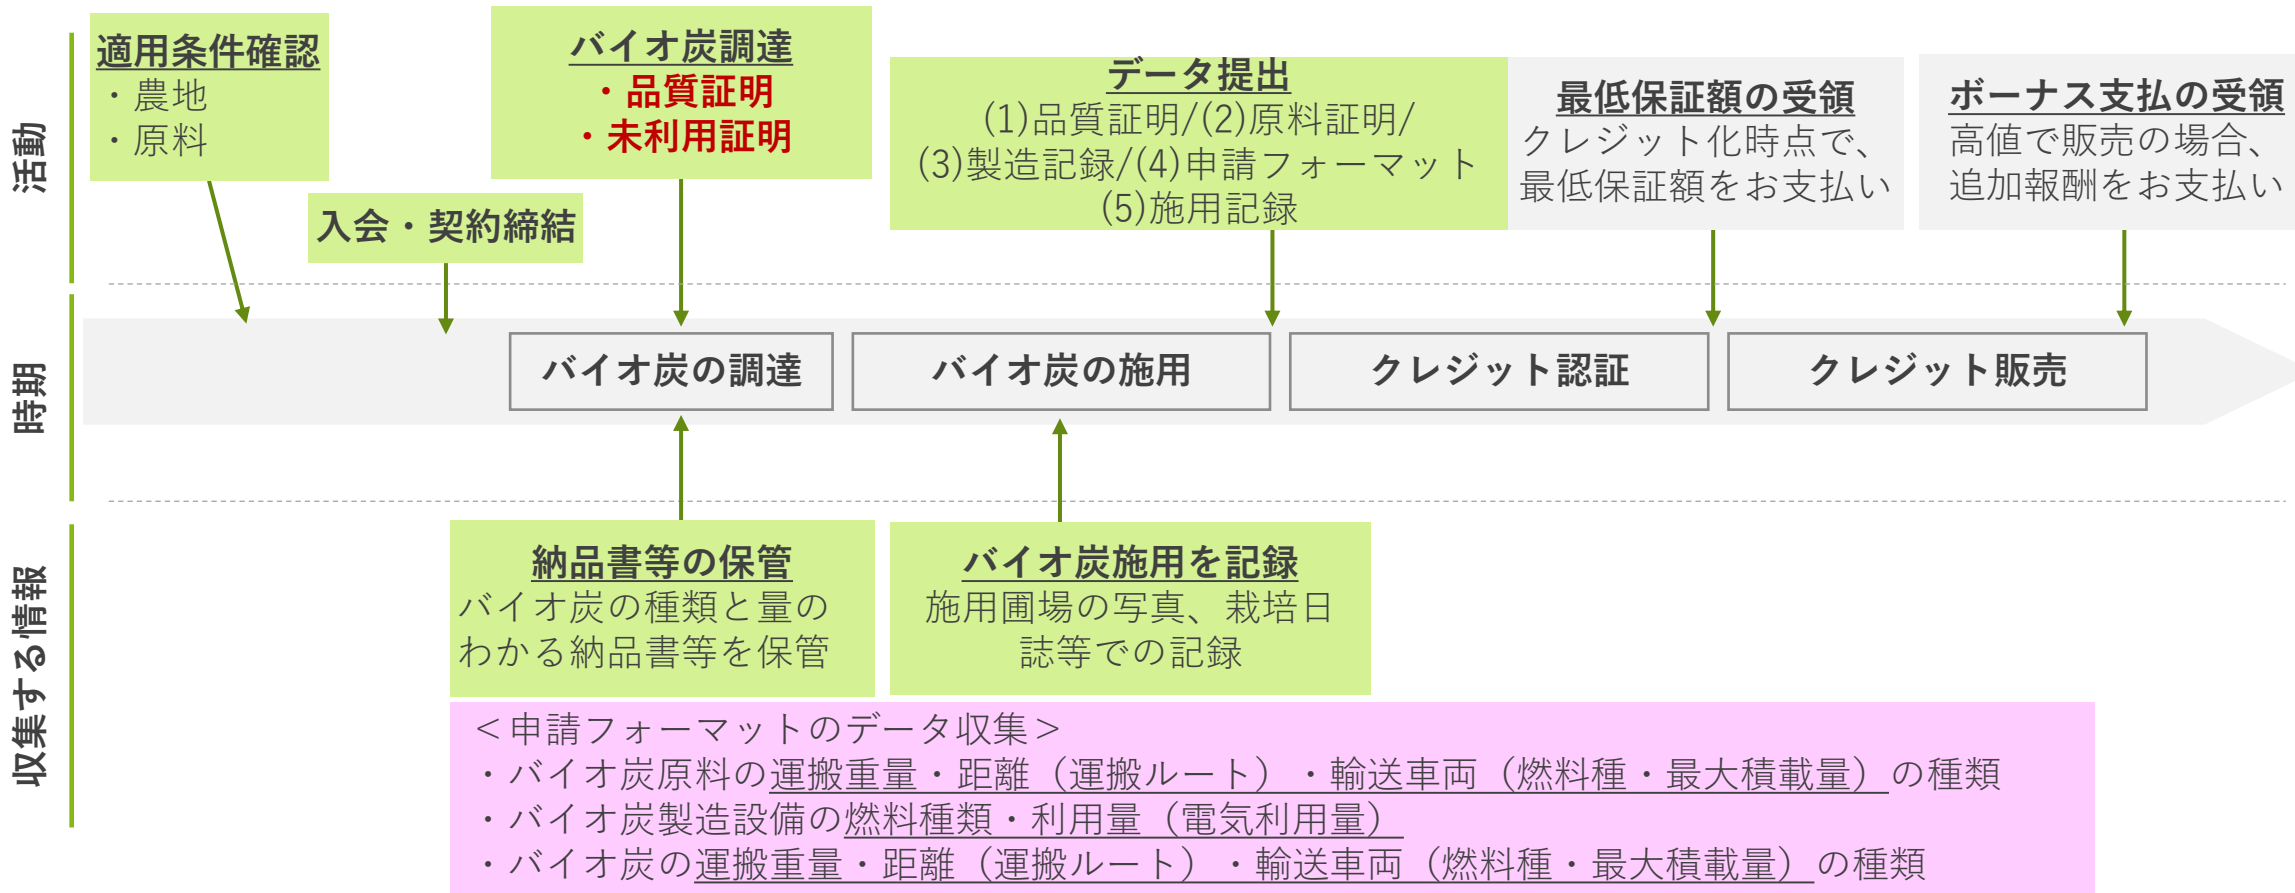 活動
適用条件確認
・農地
・原料
入会・契約締結
バイオ炭調達
・品質証明
・未利用証明
データ提出
(1)品質証明/(2)原料証明/
(3)製造記録/(4)申請フォーマット
(5)施用記録
最低保証額の受領
クレジット化時点で、
最低保証額をお支払い
ボーナス支払の受領
高値で販売の場合、
追加報酬をお支払い
時期
バイオ炭の調達
バイオ炭の施用
クレジット認証
クレジット販売
収集する情報
納品書等の保管
バイオ炭の種類と量の
わかる納品書等を保管
バイオ炭施用を記録
施用圃場の写真、栽培日
誌等での記録
＜申請フォーマットのデータ収集＞
・バイオ炭原料の運搬重量・距離（運搬ルート）・輸送車両（燃料種・最大積載量）の種類
・バイオ炭製造設備の燃料種類・利用量（電気利用量）
・バイオ炭の運搬重量・距離（運搬ルート）・輸送車両（燃料種・最大積載量）の種類